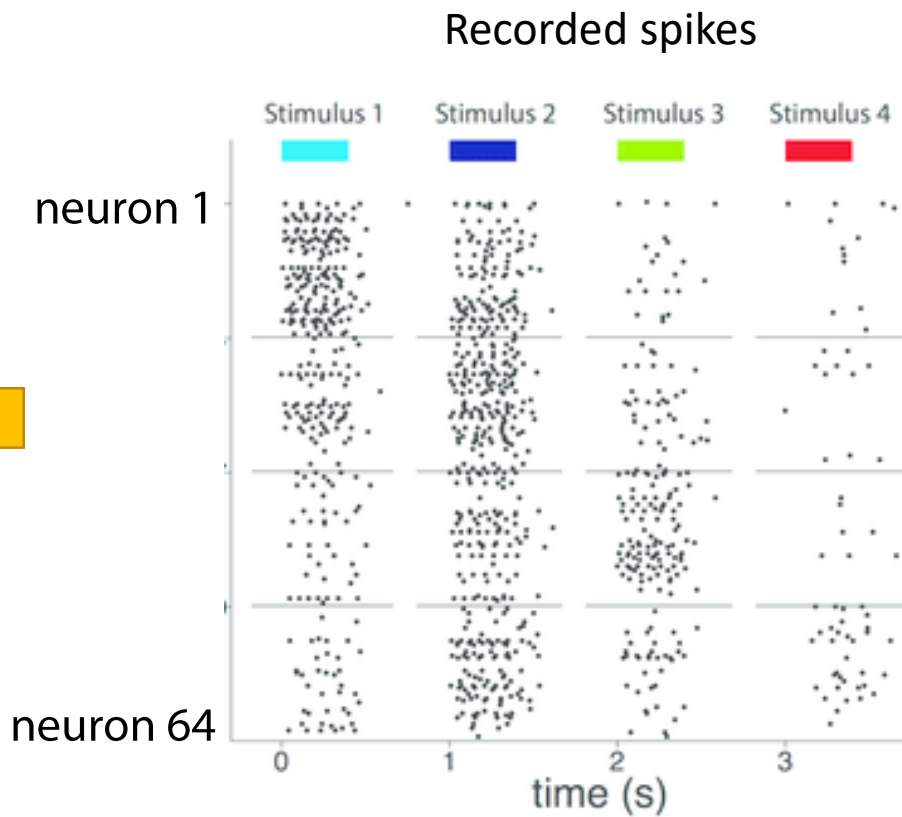 Recorded spikes
Stimulus 1 Stimulus 2 Stimulus 3 Stimulus 4
neuron 1
neuron 64
0 1 2 3
time (s)